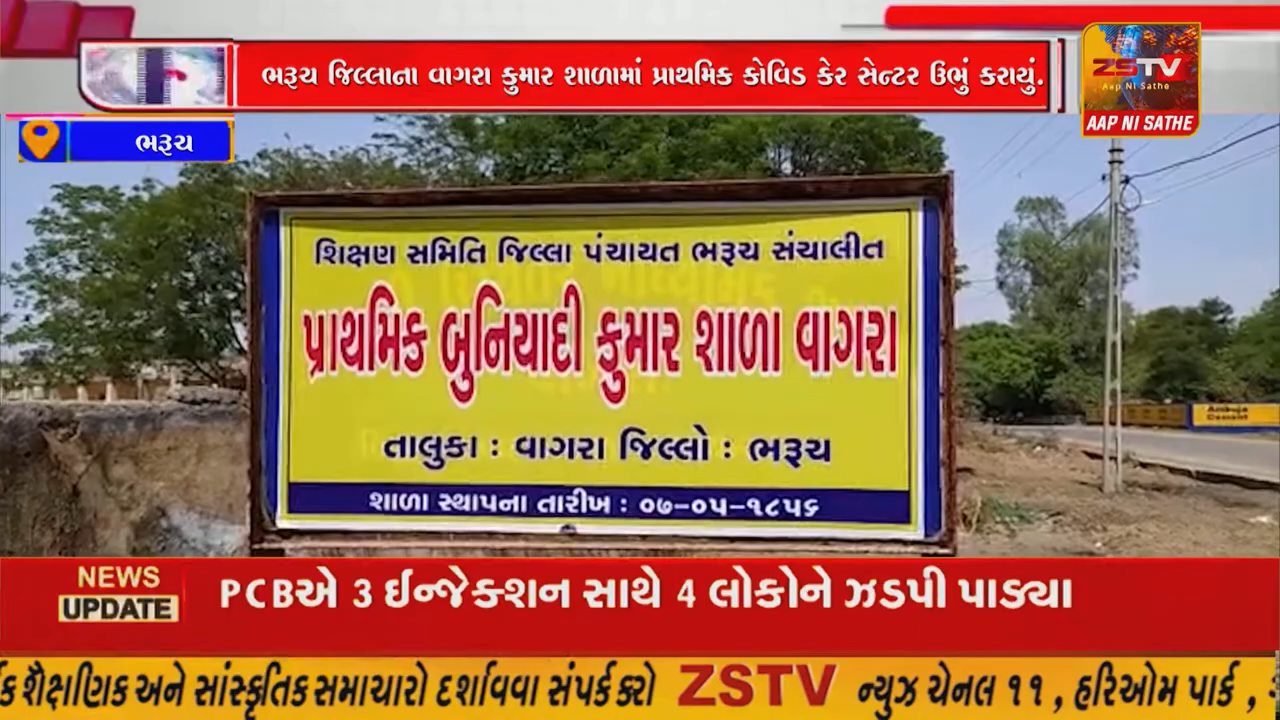 ભરૂચ જિલ્લાના વાગરા કુમાર શાળામાં પ્રાથમિક કોવિડ કેર સેન્ટર ઉભું કરાયું.
ZSTV
Aap Ni Sathe
AAP NI SATHE
ભરૂચ
શિક્ષણ સમિતિ જિલ્લા પંચાયત ભરૂચ સંચાલીત
પ્રાથમિક બુનિયાદી કુમાર શાળા વાગરા
તાલુકા : વાગરા જિલ્લો : ભરૂચ
શાળા સ્થાપના તારીખ : ૦૭-૦૫-૧૮૫૬
Ambuja
Cement
NEWS
UPDATE
PCBએ 3 ઈન્જેક્શન સાથે 4 લોકોને ઝડપી પાડ્યા
શૈક્ષણિક અને સાંસ્કૃતિક સમાચારો દર્શાવવા સંપર્ક કરો ZSTV ન્યુઝ ચેનલ ૧૧ , હરિઓમ પાર્ક ,